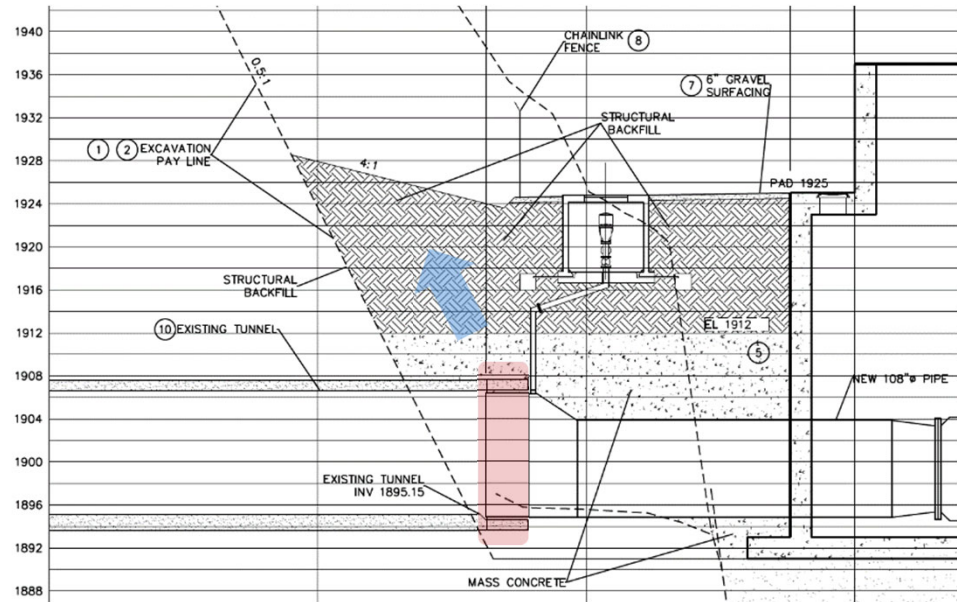 1940
1936
1932
1928
1924
1920
1916
1912
1908
1904
1900
1896
1892
1888
0.5:1
CHAINLINK
FENCE 8
7 6" GRAVEL
SURFACING
STRUCTURAL
BACKFILL
1 2 EXCAVATION
PAY LINE
4:1
PAD 1925
STRUCTURAL
BACKFILL
EL 1912
10 EXISTING TUNNEL
5
NEW 108"ø PIPE
EXISTING TUNNEL
INV 1895.15
MASS CONCRETE